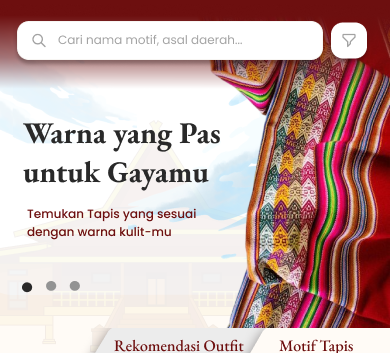 Cari nama motif, asal daerah...
Warna yang Pas
untuk Gayamu
Temukan Tapis yang sesuai
dengan warna kulit-mu
Rekomendasi Outfit
Motif Tapis